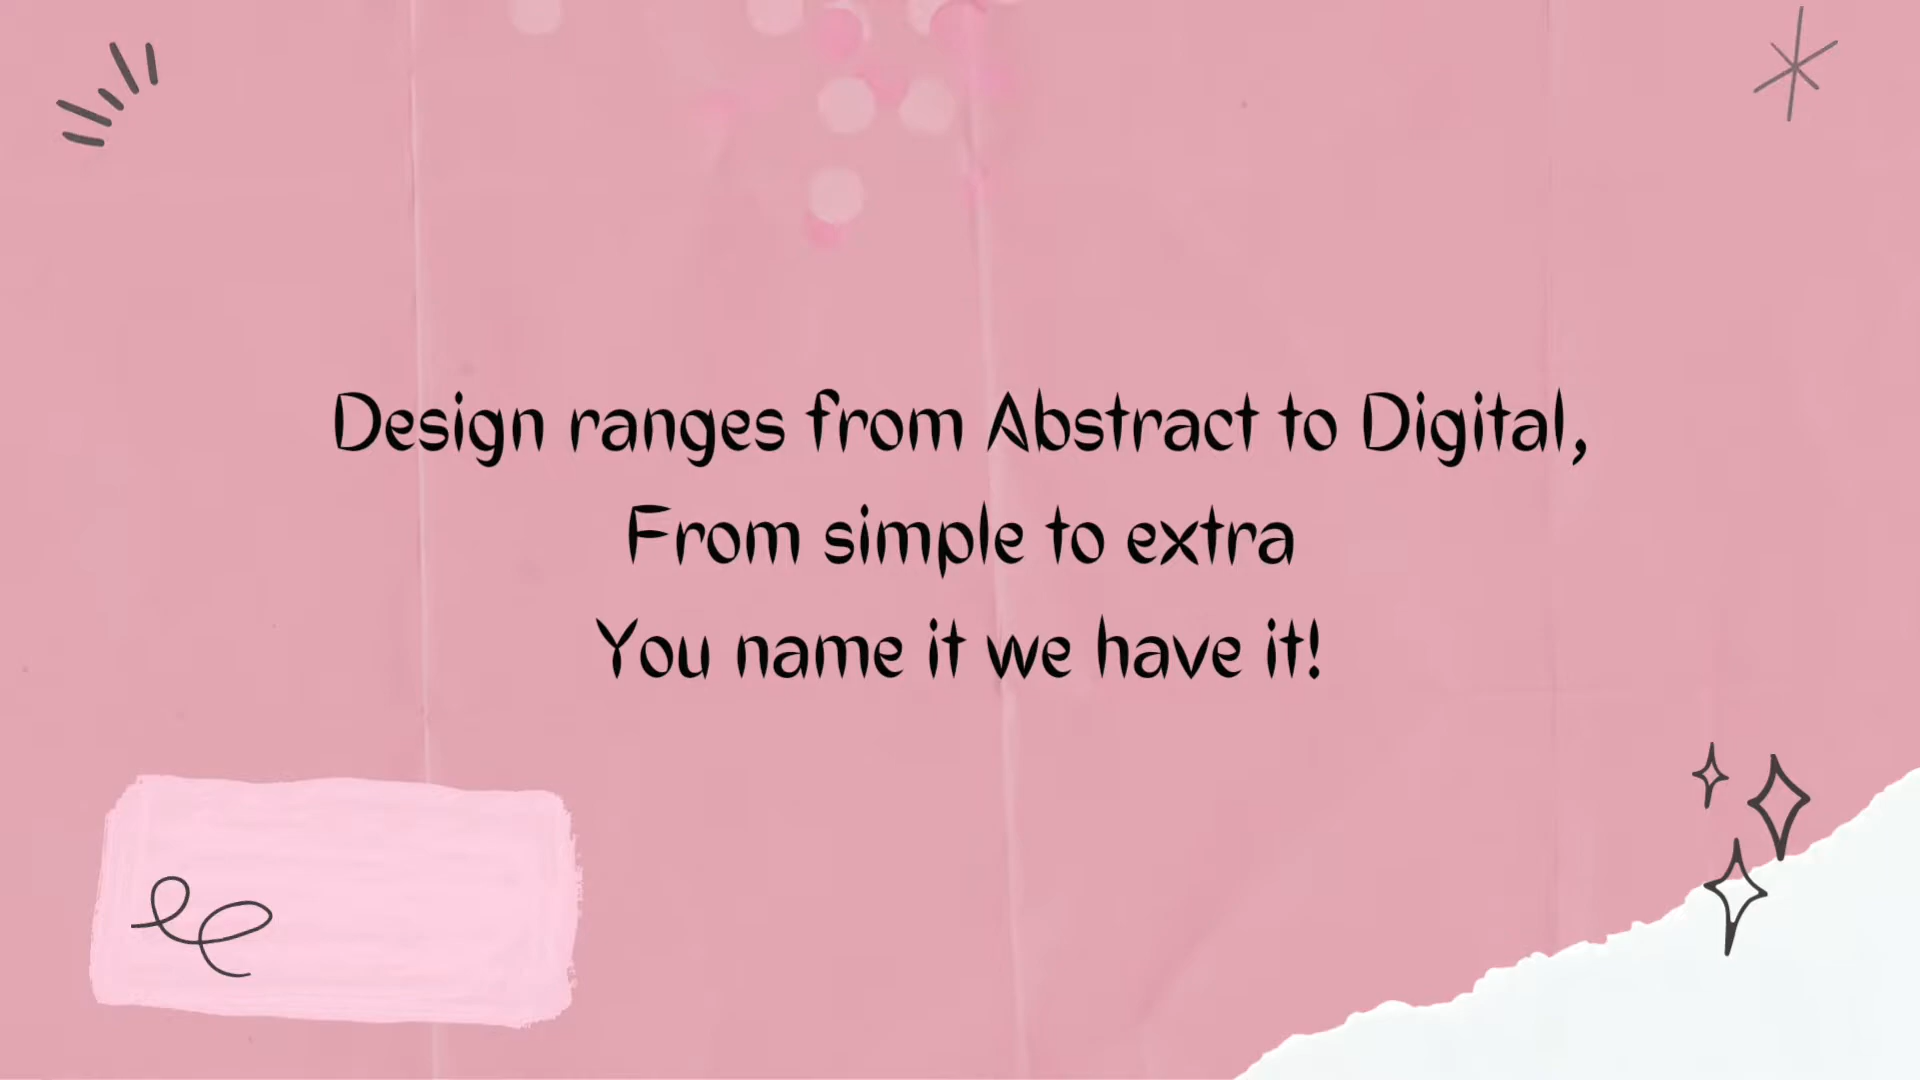 Design ranges from Abstract to Digital,
From simple to extra
You name it we have it!